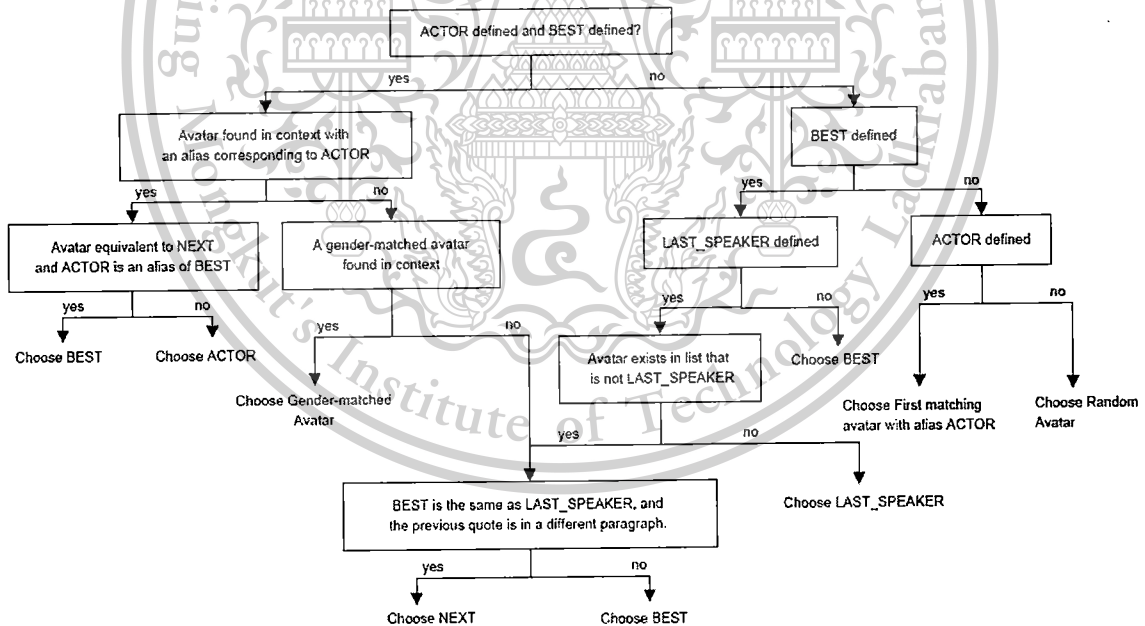 ACTOR defined and BEST defined?
yes
no
Avatar found in context with
an alias corresponding to ACTOR
BEST defined
yes
no
yes
no
Avatar equivalent to NEXT
and ACTOR is an alias of BEST
A gender-matched avatar
found in context
LAST_SPEAKER defined
ACTOR defined
yes
no
yes
no
yes
no
yes
no
Choose BEST
Choose ACTOR
Avatar exists in list that
is not LAST_SPEAKER
Choose BEST
Choose Gender-matched
Avatar
Choose First matching
avatar with alias ACTOR
Choose Random
Avatar
yes
no
BEST is the same as LAST_SPEAKER, and
the previous quote is in a different paragraph.
Choose LAST_SPEAKER
yes
no
Choose NEXT
Choose BEST
Mongkut's Institute of Technology Ladkrabang